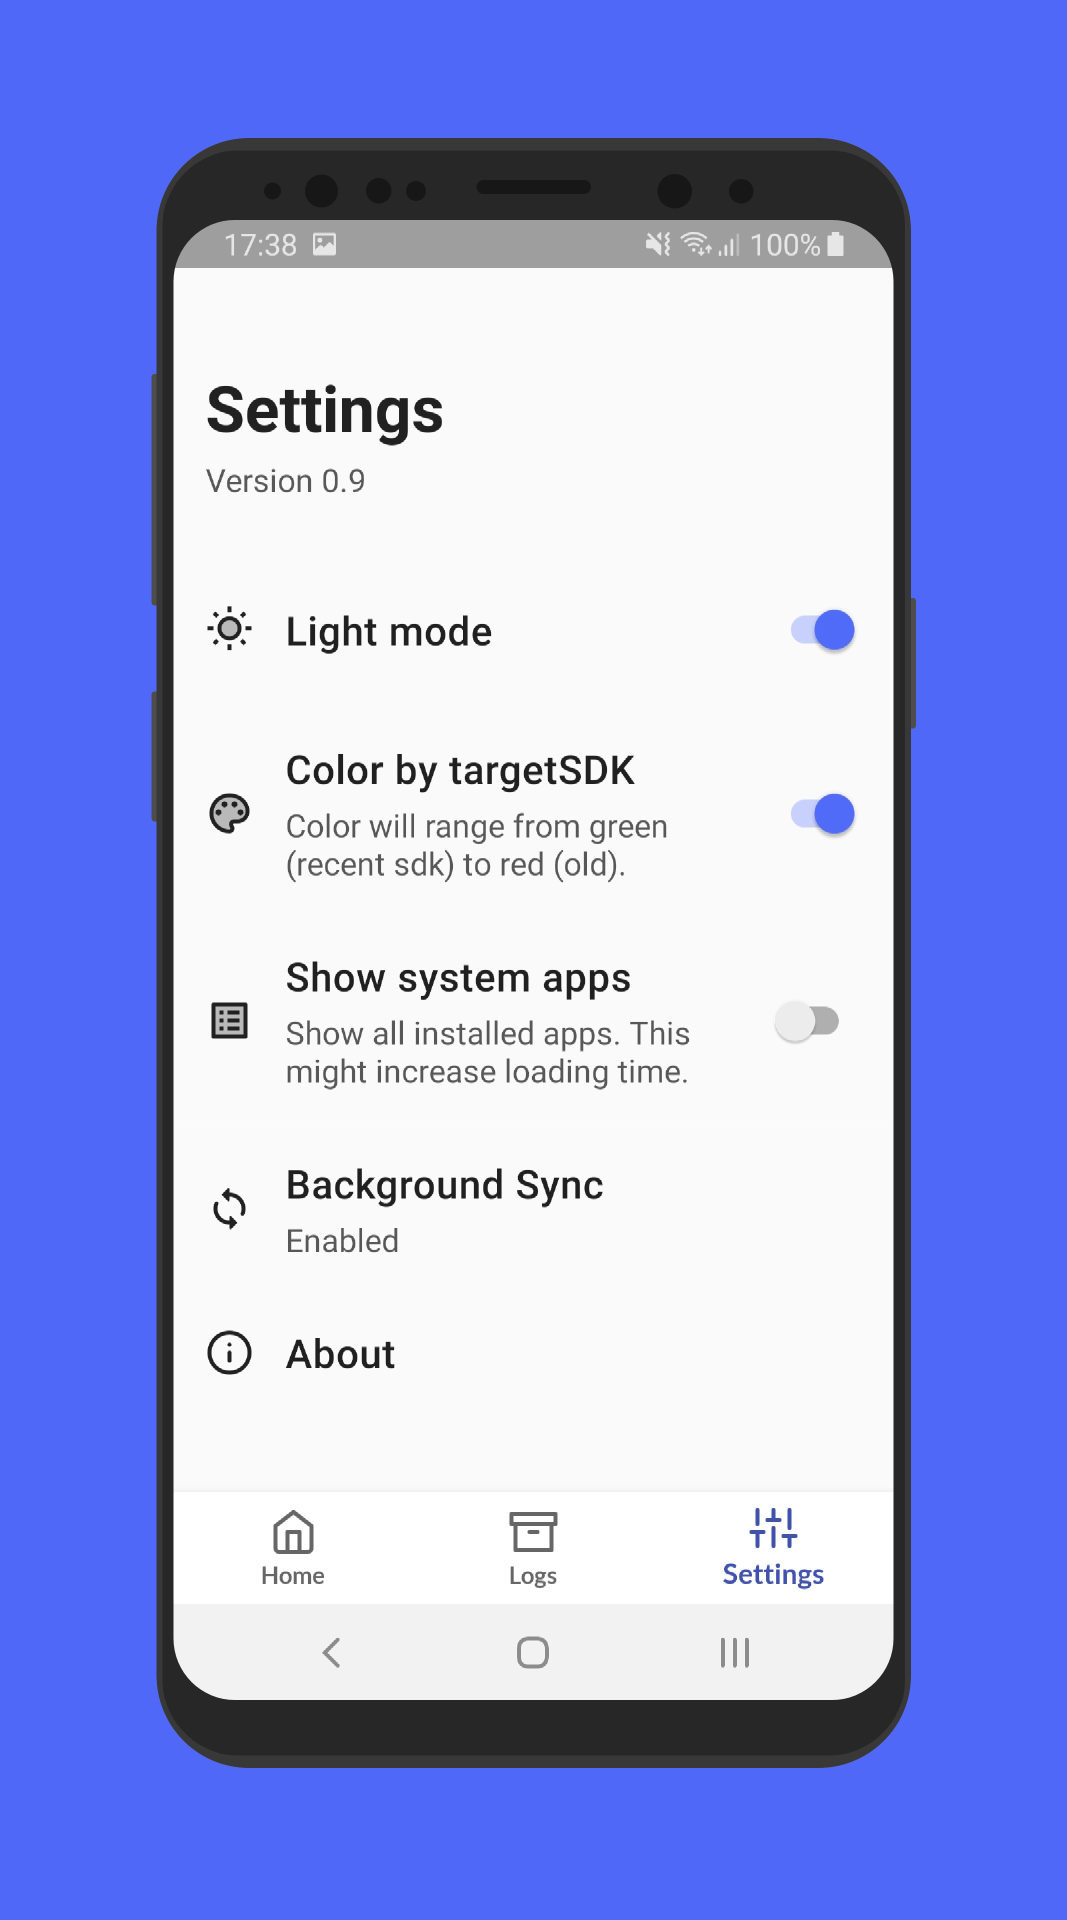 17:38 100%
Settings
Version 0.9
Light mode
Color by targetSDK
Color will range from green
(recent sdk) to red (old).
Show system apps
Show all installed apps. This
might increase loading time.
Background Sync
Enabled
About
Home Logs Settings